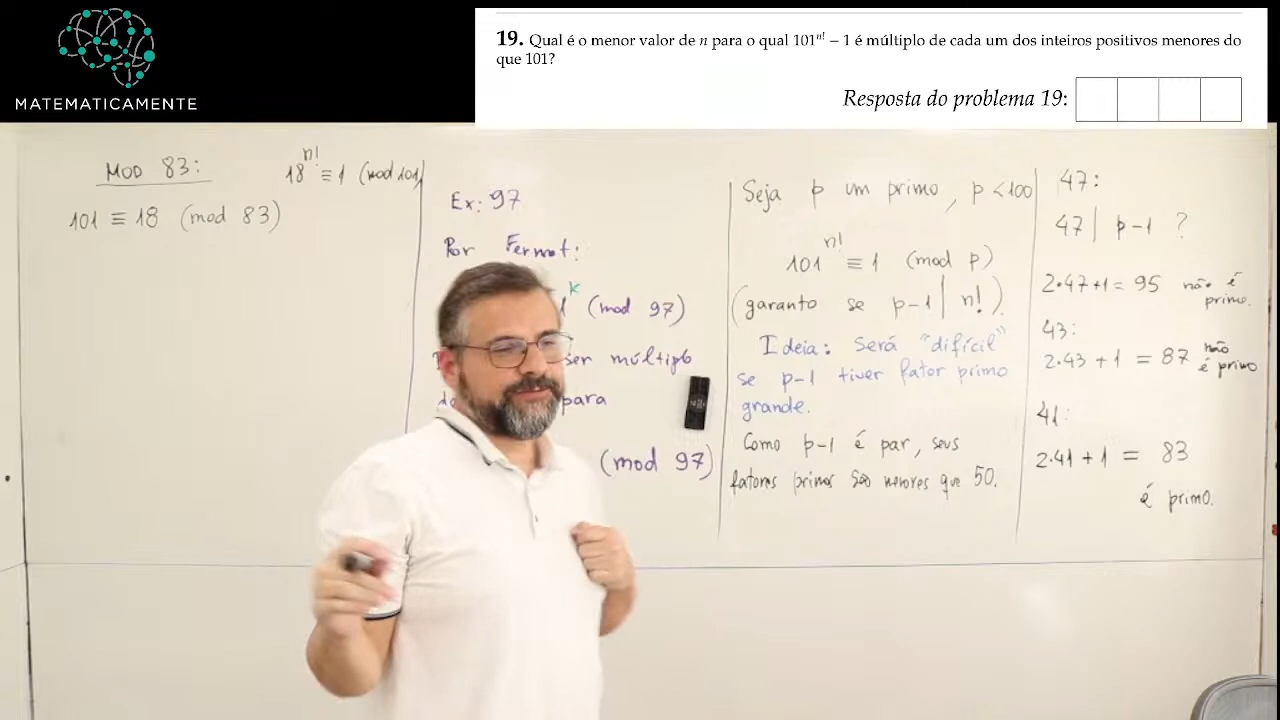 MATEMATICAMENTE
19. Qual é o menor valor de n para o qual 101^{n!} − 1 é múltiplo de cada um dos inteiros positivos menores do
que 101?
Resposta do problema 19:
MOD 83:
18^{n!} ≡ 1 (mod 101)
101 ≡ 18 (mod 83)
Ex: 97
Por Fermat:
k
(mod 97)
ser múltiplo
para
(mod 97)
Seja p um primo, p < 100
101^{n!} ≡ 1 (mod p)
(garanto se p-1 | n!).
Ideia: Será "difícil"
se p-1 tiver fator primo
grande.
Como p-1 é par, seus
fatores primos são menores que 50.
47:
47 | p-1 ?
2·47+1 = 95 não é primo.
43:
2·43 + 1 = 87 não é primo
41:
2·41 + 1 = 83
é primo.